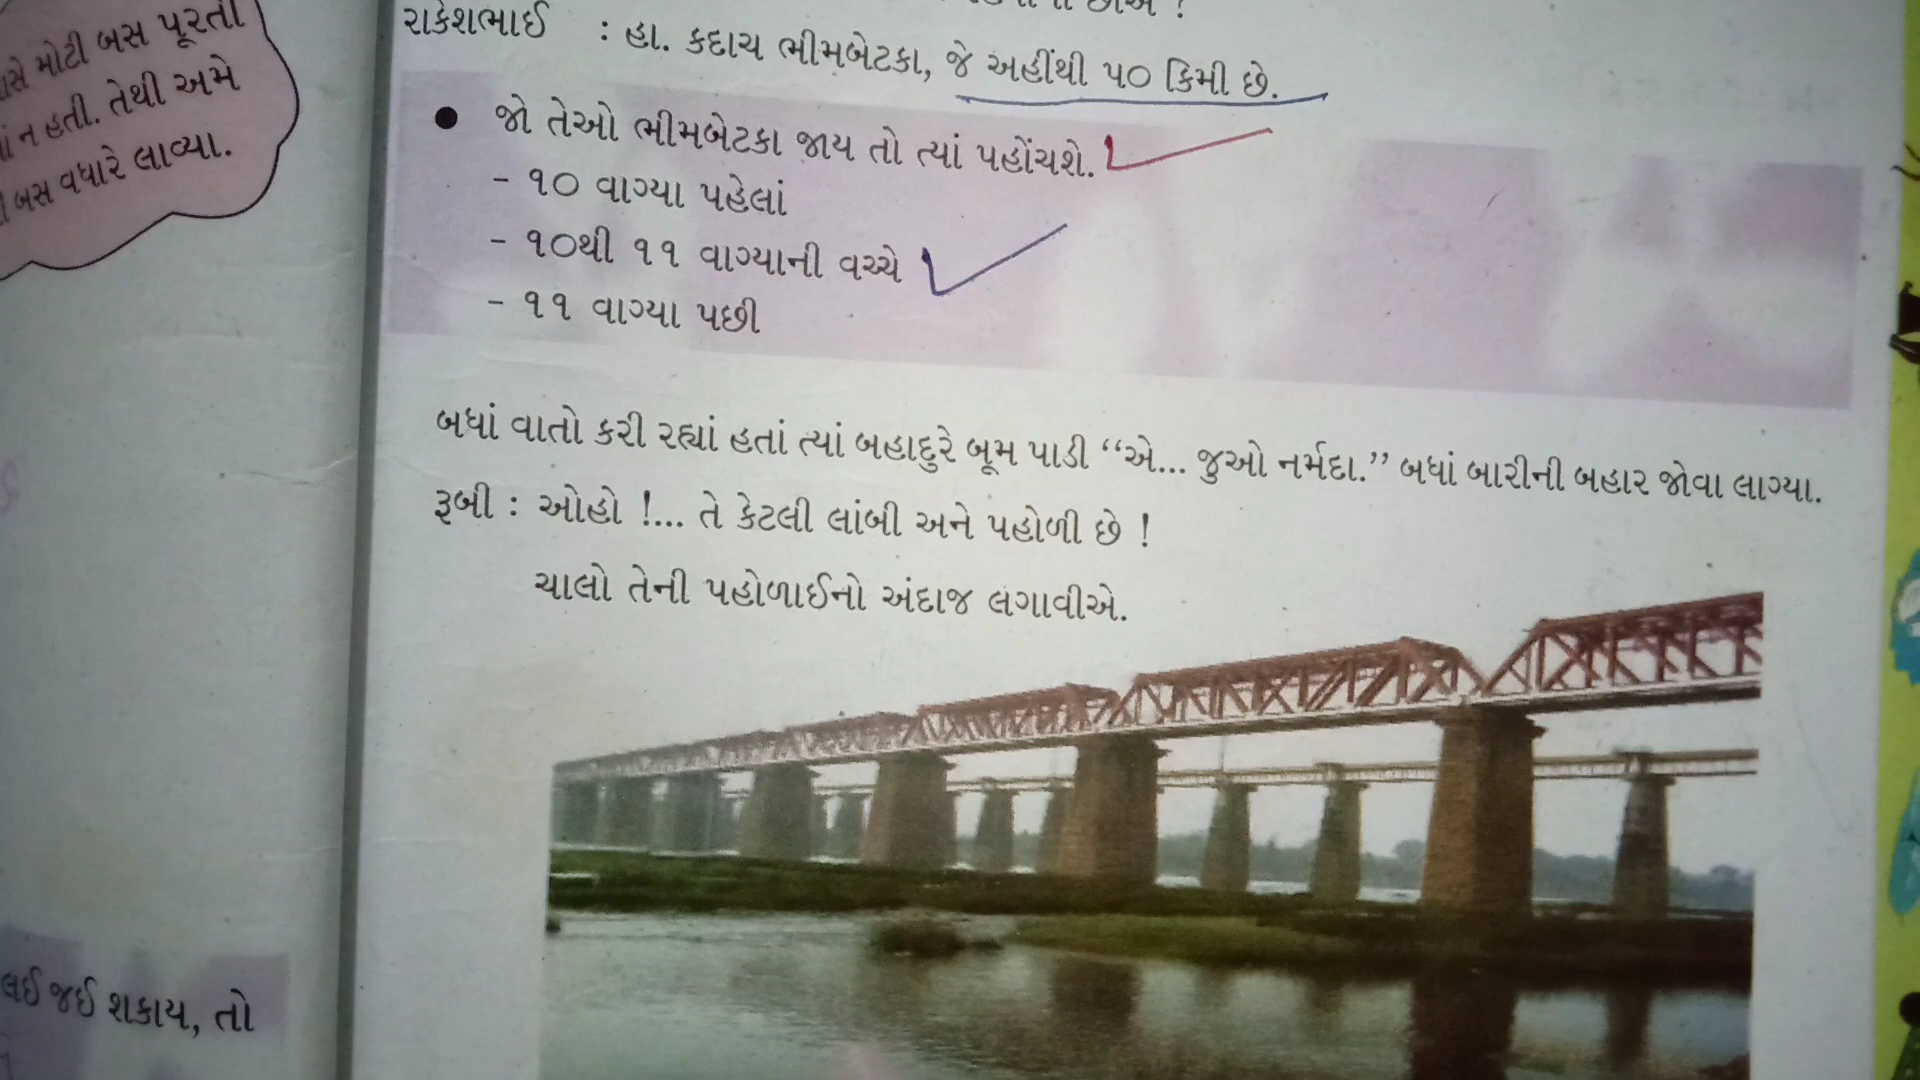 મોટી બસ પૂરતી
ન હતી. તેથી અમે
બસ વધારે લાવ્યા.
લઈ જઈ શકાય, તો
રાકેશભાઈ : હા. કદાચ ભીમબેટકા, જે અહીંથી ૫૦ કિમી છે.
● જો તેઓ ભીમબેટકા જાય તો ત્યાં પહોંચશે.
- ૧૦ વાગ્યા પહેલાં
- ૧૦થી ૧૧ વાગ્યાની વચ્ચે
- ૧૧ વાગ્યા પછી
બધાં વાતો કરી રહ્યાં હતાં ત્યાં બહાદુરે બૂમ પાડી “એ... જુઓ નર્મદા.” બધાં બારીની બહાર જોવા લાગ્યા.
રૂબી : ઓહો !... તે કેટલી લાંબી અને પહોળી છે !
ચાલો તેની પહોળાઈનો અંદાજ લગાવીએ.